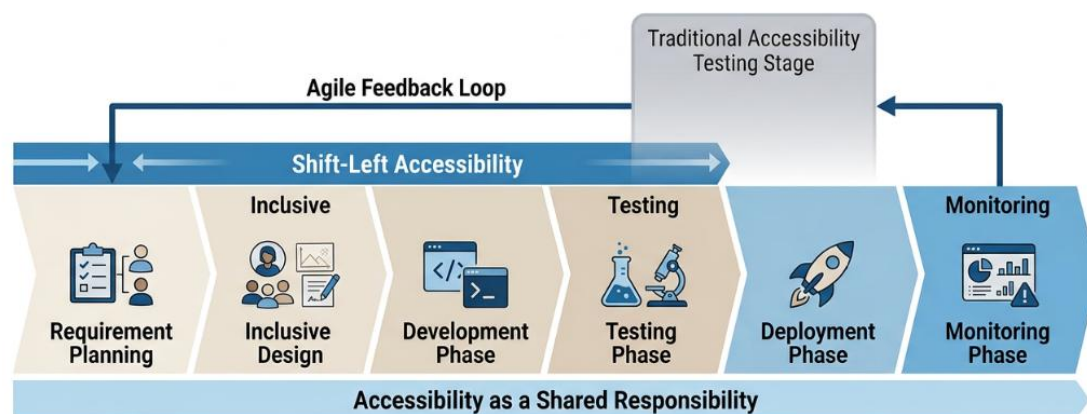 Traditional Accessibility
Testing Stage
Agile Feedback Loop
Shift-Left Accessibility
Inclusive
Testing
Monitoring
</>
>_
Requirement
Planning
Inclusive
Design
Development
Phase
Testing
Phase
Deployment
Phase
Monitoring
Phase
Accessibility as a Shared Responsibility